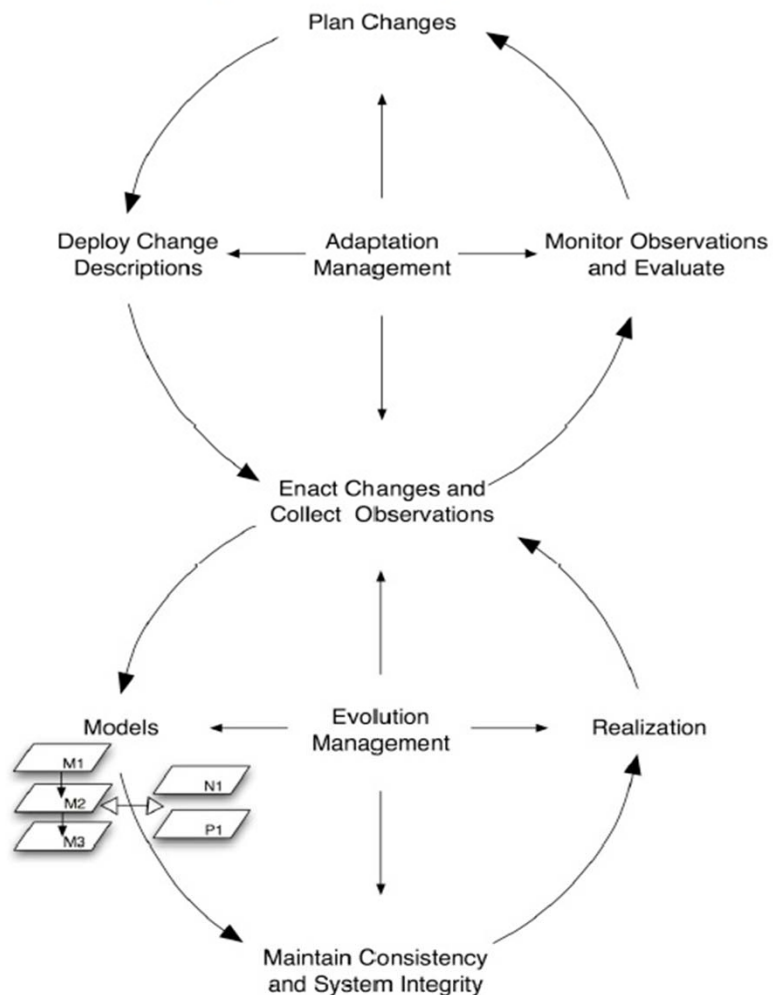 Plan Changes
Deploy Change
Descriptions
Adaptation
Management
Monitor Observations
and Evaluate
Enact Changes and
Collect Observations
Models
Evolution
Management
Realization
M1
M2
M3
N1
P1
Maintain Consistency
and System Integrity